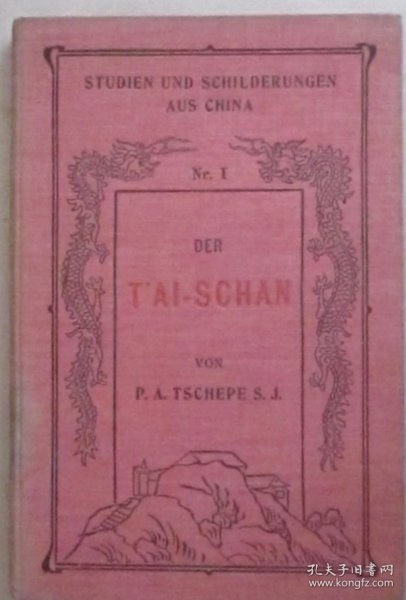 STUDIEN UND SCHILDERUNGEN
AUS CHINA
Nr. I
DER
T'AI-SCHAN
VON
P. A. TSCHEPE S. J.
孔夫子旧书网
www.kongfz.com